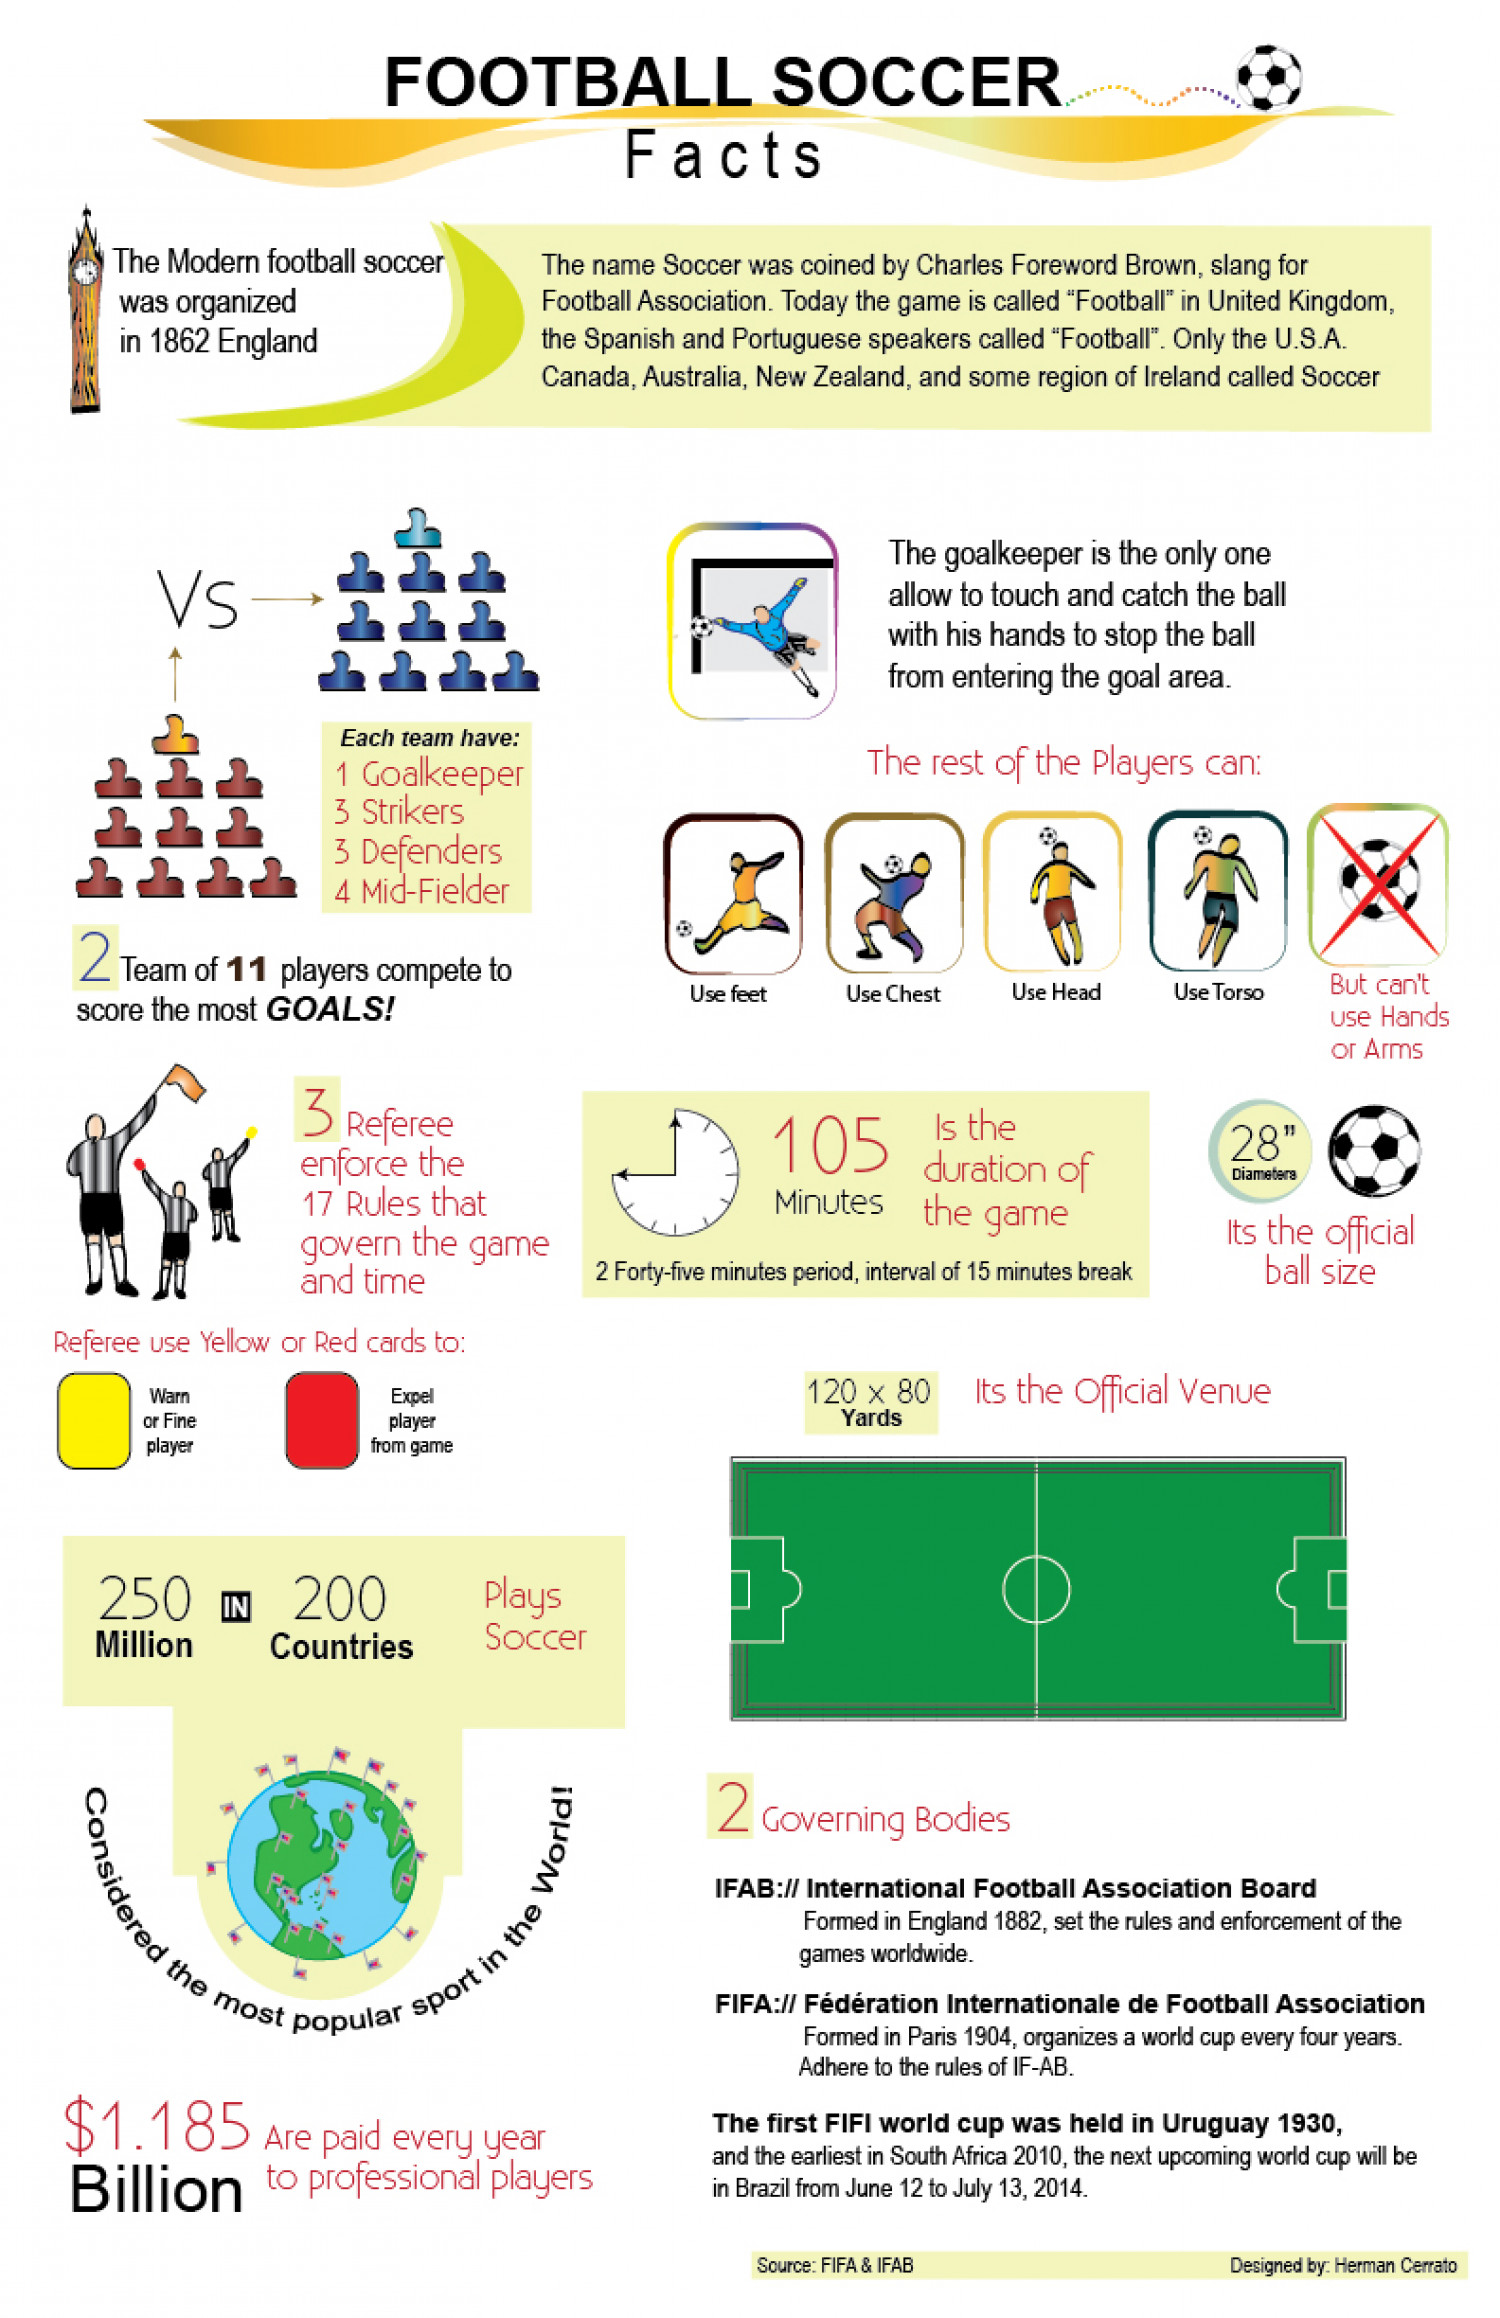 FOOTBALL SOCCER
Facts
The Modern football soccer
was organized
in 1862 England
The name Soccer was coined by Charles Foreword Brown, slang for
Football Association. Today the game is called “Football” in United Kingdom,
the Spanish and Portuguese speakers called “Football”. Only the U.S.A.
Canada, Australia, New Zealand, and some region of Ireland called Soccer
Vs
Each team have:
1 Goalkeeper
3 Strikers
3 Defenders
4 Mid-Fielder
2 Team of 11 players compete to
score the most GOALS!
The goalkeeper is the only one
allow to touch and catch the ball
with his hands to stop the ball
from entering the goal area.
The rest of the Players can:
Use feet
Use Chest
Use Head
Use Torso
But can't
use Hands
or Arms
3 Referee
enforce the
17 Rules that
govern the game
and time
105
Minutes
Is the
duration of
the game
2 Forty-five minutes period, interval of 15 minutes break
28”
Diameters
Its the official
ball size
Referee use Yellow or Red cards to:
Warn
or Fine
player
Expel
player
from game
120 x 80
Yards
Its the Official Venue
250
Million
IN
200
Countries
Plays
Soccer
Considered the most popular sport in the World!
2 Governing Bodies
IFAB:// International Football Association Board
Formed in England 1882, set the rules and enforcement of the
games worldwide.
FIFA:// Fédération Internationale de Football Association
Formed in Paris 1904, organizes a world cup every four years.
Adhere to the rules of IF-AB.
$1.185
Billion
Are paid every year
to professional players
The first FIFI world cup was held in Uruguay 1930,
and the earliest in South Africa 2010, the next upcoming world cup will be
in Brazil from June 12 to July 13, 2014.
Source: FIFA & IFAB
Designed by: Herman Cerrato